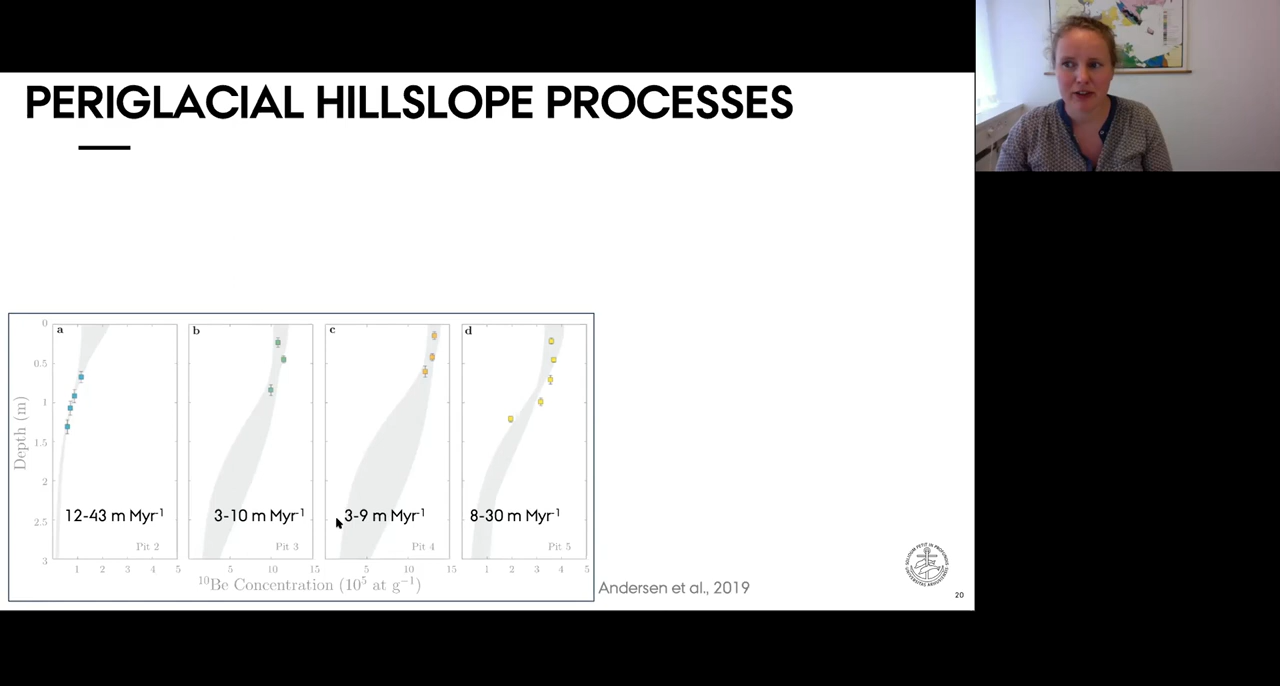 PERIGLACIAL HILLSLOPE PROCESSES
a b c d
0
0.5
1
1.5
2
2.5
3
Depth (m)
12-43 m Myr⁻¹ 3-10 m Myr⁻¹ 3-9 m Myr⁻¹ 8-30 m Myr⁻¹
Pit 2 Pit 3 Pit 4 Pit 5
1 2 3 4 5 5 10 15 5 10 15 1 2 3 4 5
¹⁰Be Concentration (10⁵ at g⁻¹)
Andersen et al., 2019
20